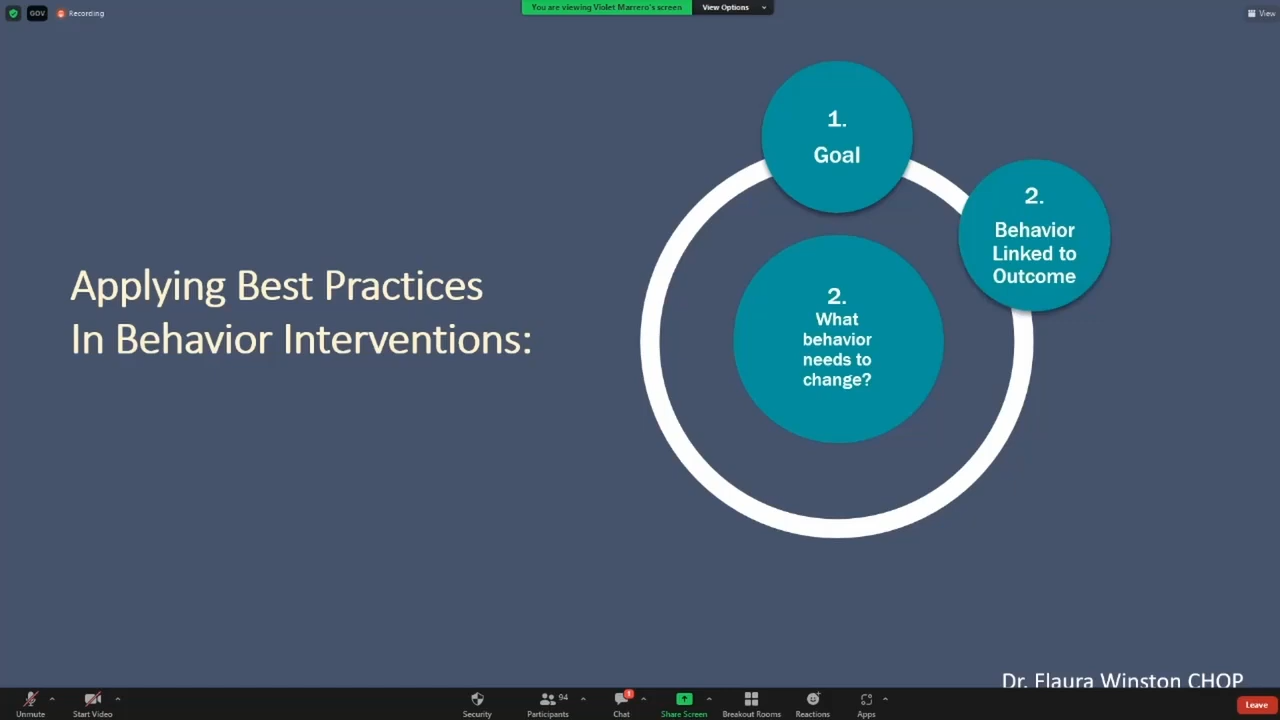 GOV
Recording
You are viewing Violet Marrero's screen
View Options
View
1.
Goal
2.
Behavior
Linked to
Outcome
2.
What
behavior
needs to
change?
Applying Best Practices
In Behavior Interventions:
Dr. Flaura Winston CHOP
Unmute
Start Video
Security
94
Participants
1
Chat
Share Screen
Breakout Rooms
Reactions
Apps
Leave